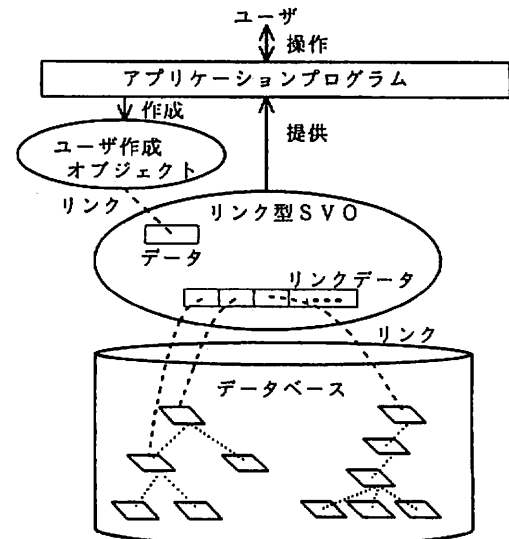 ユーザ
操作
アプリケーションプログラム
作成
提供
ユーザ作成
オブジェクト
リンク
リンク型SVO
データ
リンクデータ
リンク
データベース